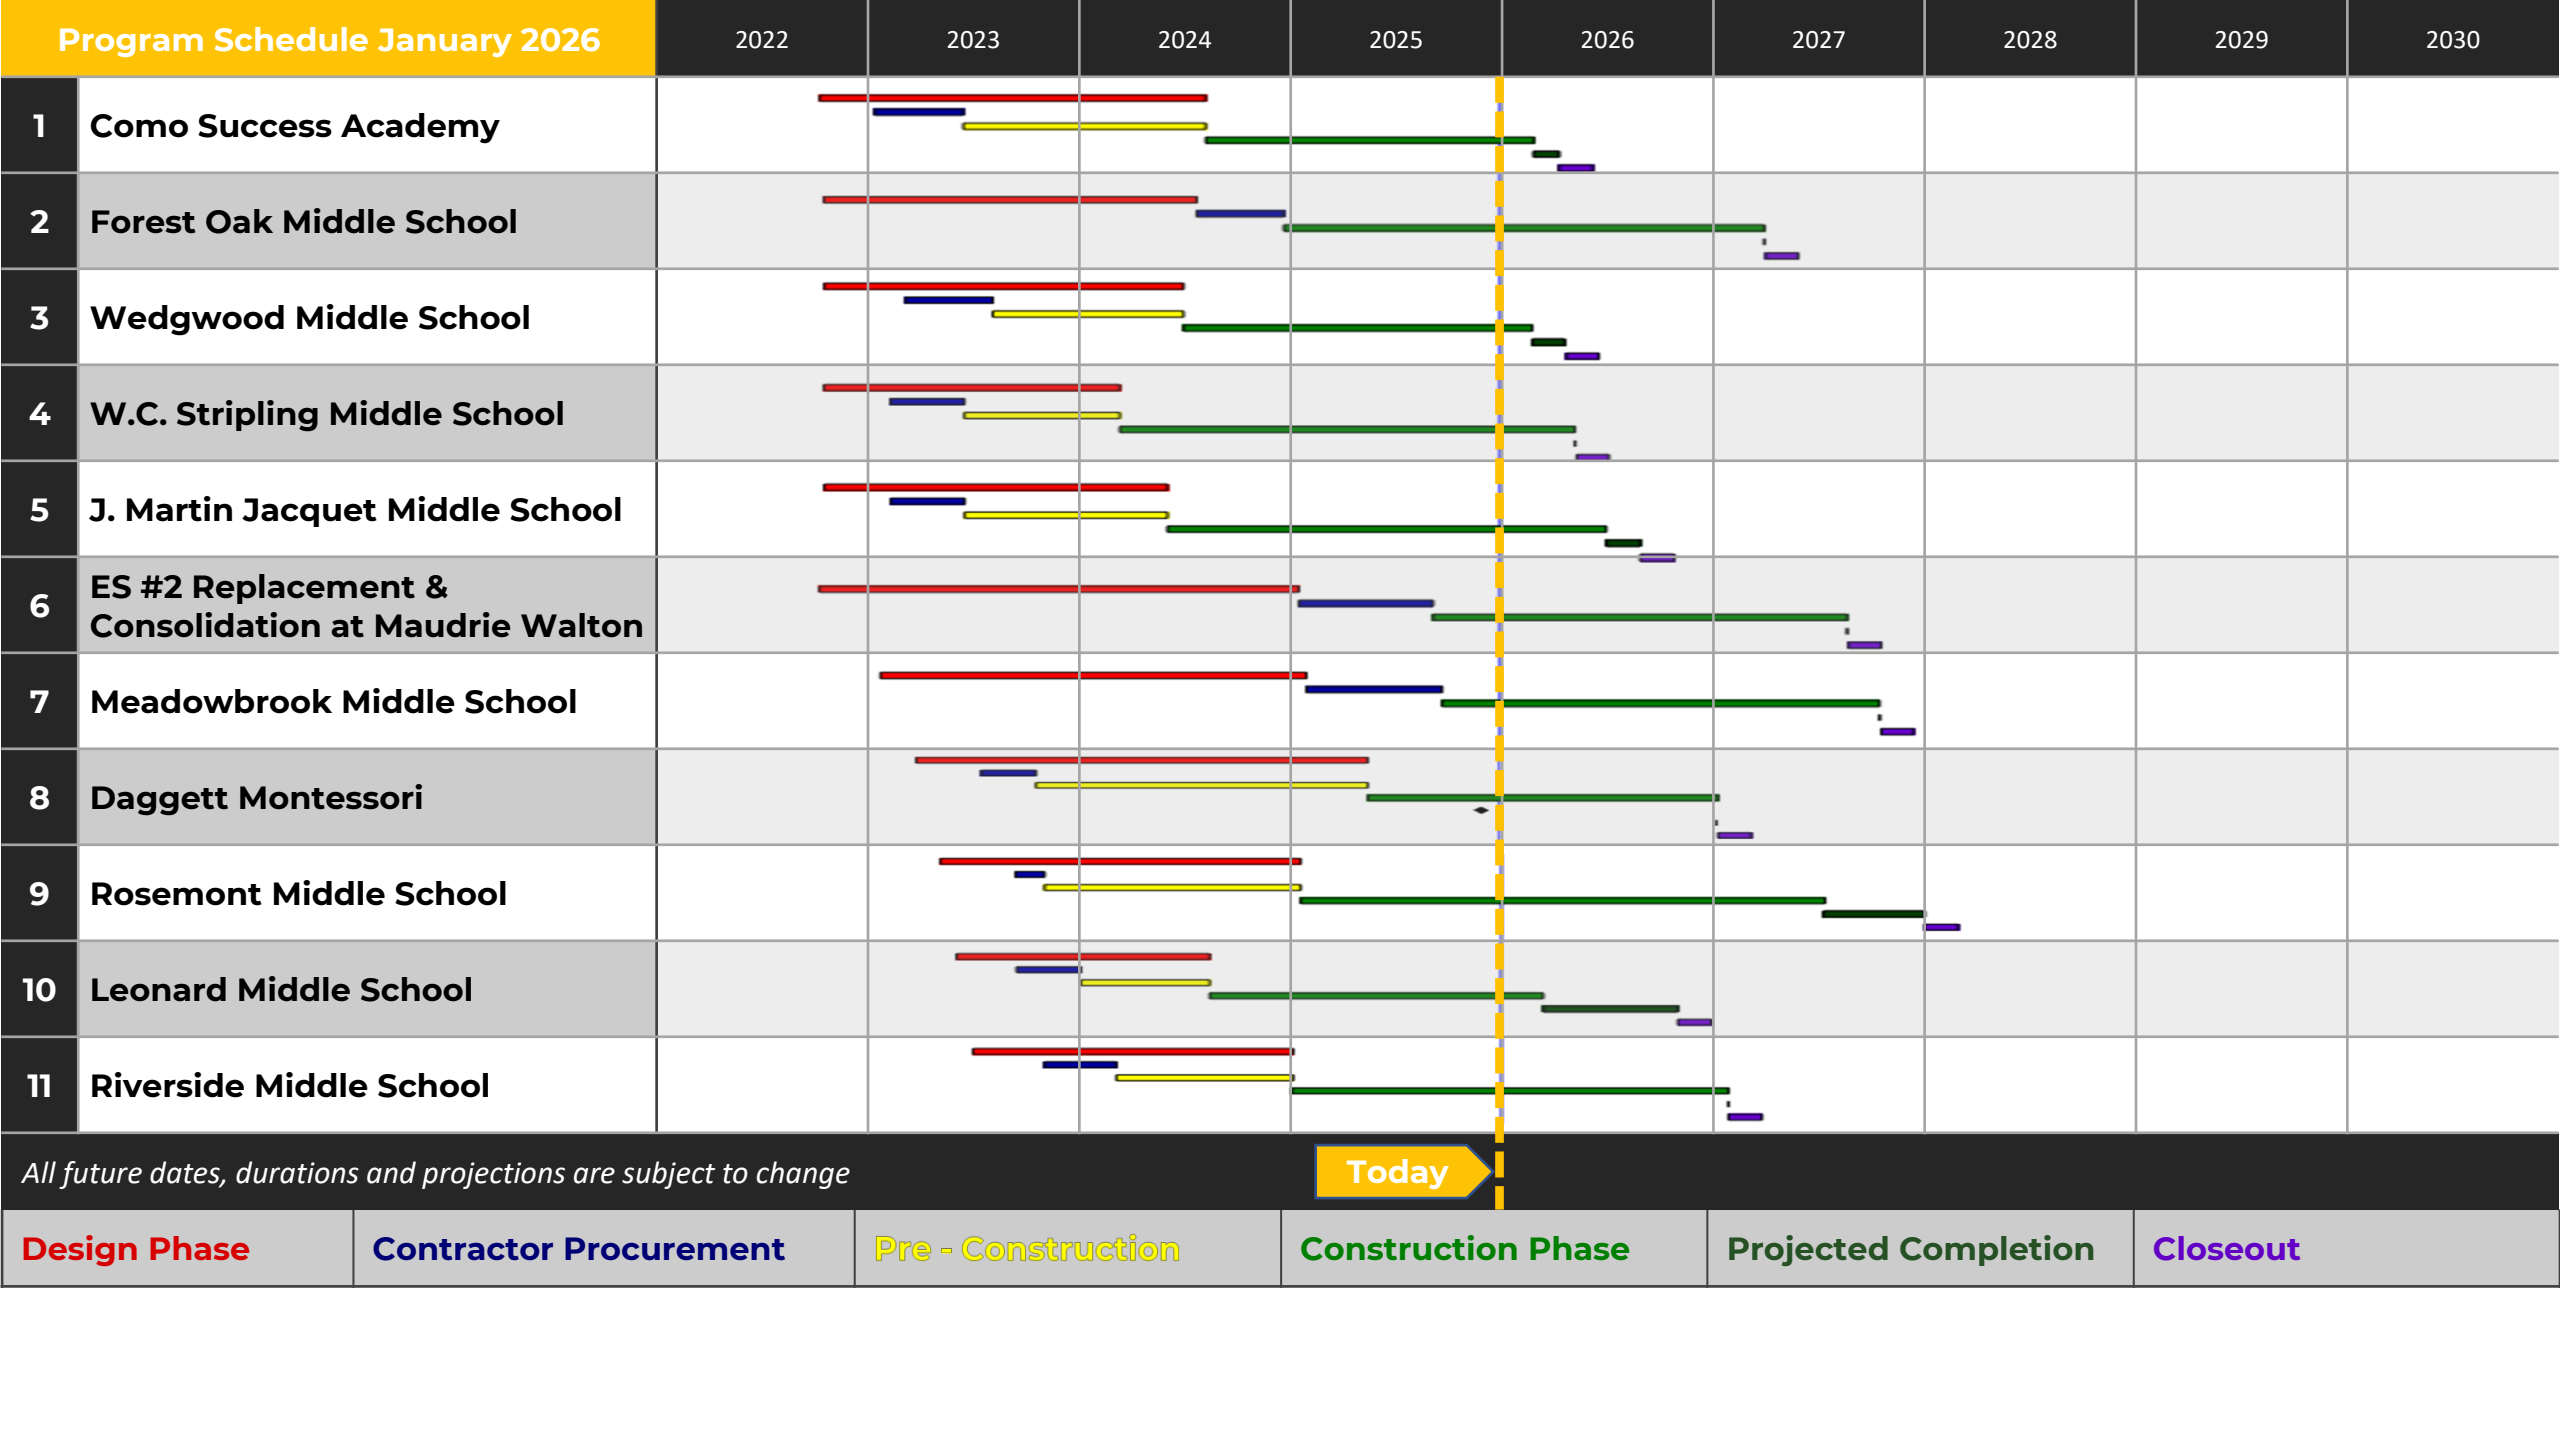 Program Schedule January 2026
2022
2023
2024
2025
2026
2027
2028
2029
2030
1
Como Success Academy
2
Forest Oak Middle School
3
Wedgwood Middle School
4
W.C. Stripling Middle School
5
J. Martin Jacquet Middle School
6
ES #2 Replacement &
Consolidation at Maudrie Walton
7
Meadowbrook Middle School
8
Daggett Montessori
9
Rosemont Middle School
10
Leonard Middle School
11
Riverside Middle School
All future dates, durations and projections are subject to change
Today
Design Phase
Contractor Procurement
Pre - Construction
Construction Phase
Projected Completion
Closeout